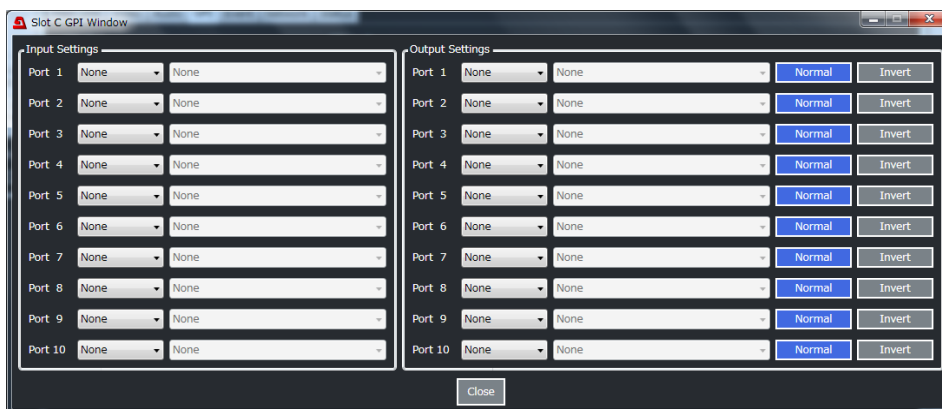 Slot C GPI Window
Input Settings
Port 1 None None
Port 2 None None
Port 3 None None
Port 4 None None
Port 5 None None
Port 6 None None
Port 7 None None
Port 8 None None
Port 9 None None
Port 10 None None
Output Settings
Port 1 None None Normal Invert
Port 2 None None Normal Invert
Port 3 None None Normal Invert
Port 4 None None Normal Invert
Port 5 None None Normal Invert
Port 6 None None Normal Invert
Port 7 None None Normal Invert
Port 8 None None Normal Invert
Port 9 None None Normal Invert
Port 10 None None Normal Invert
Close